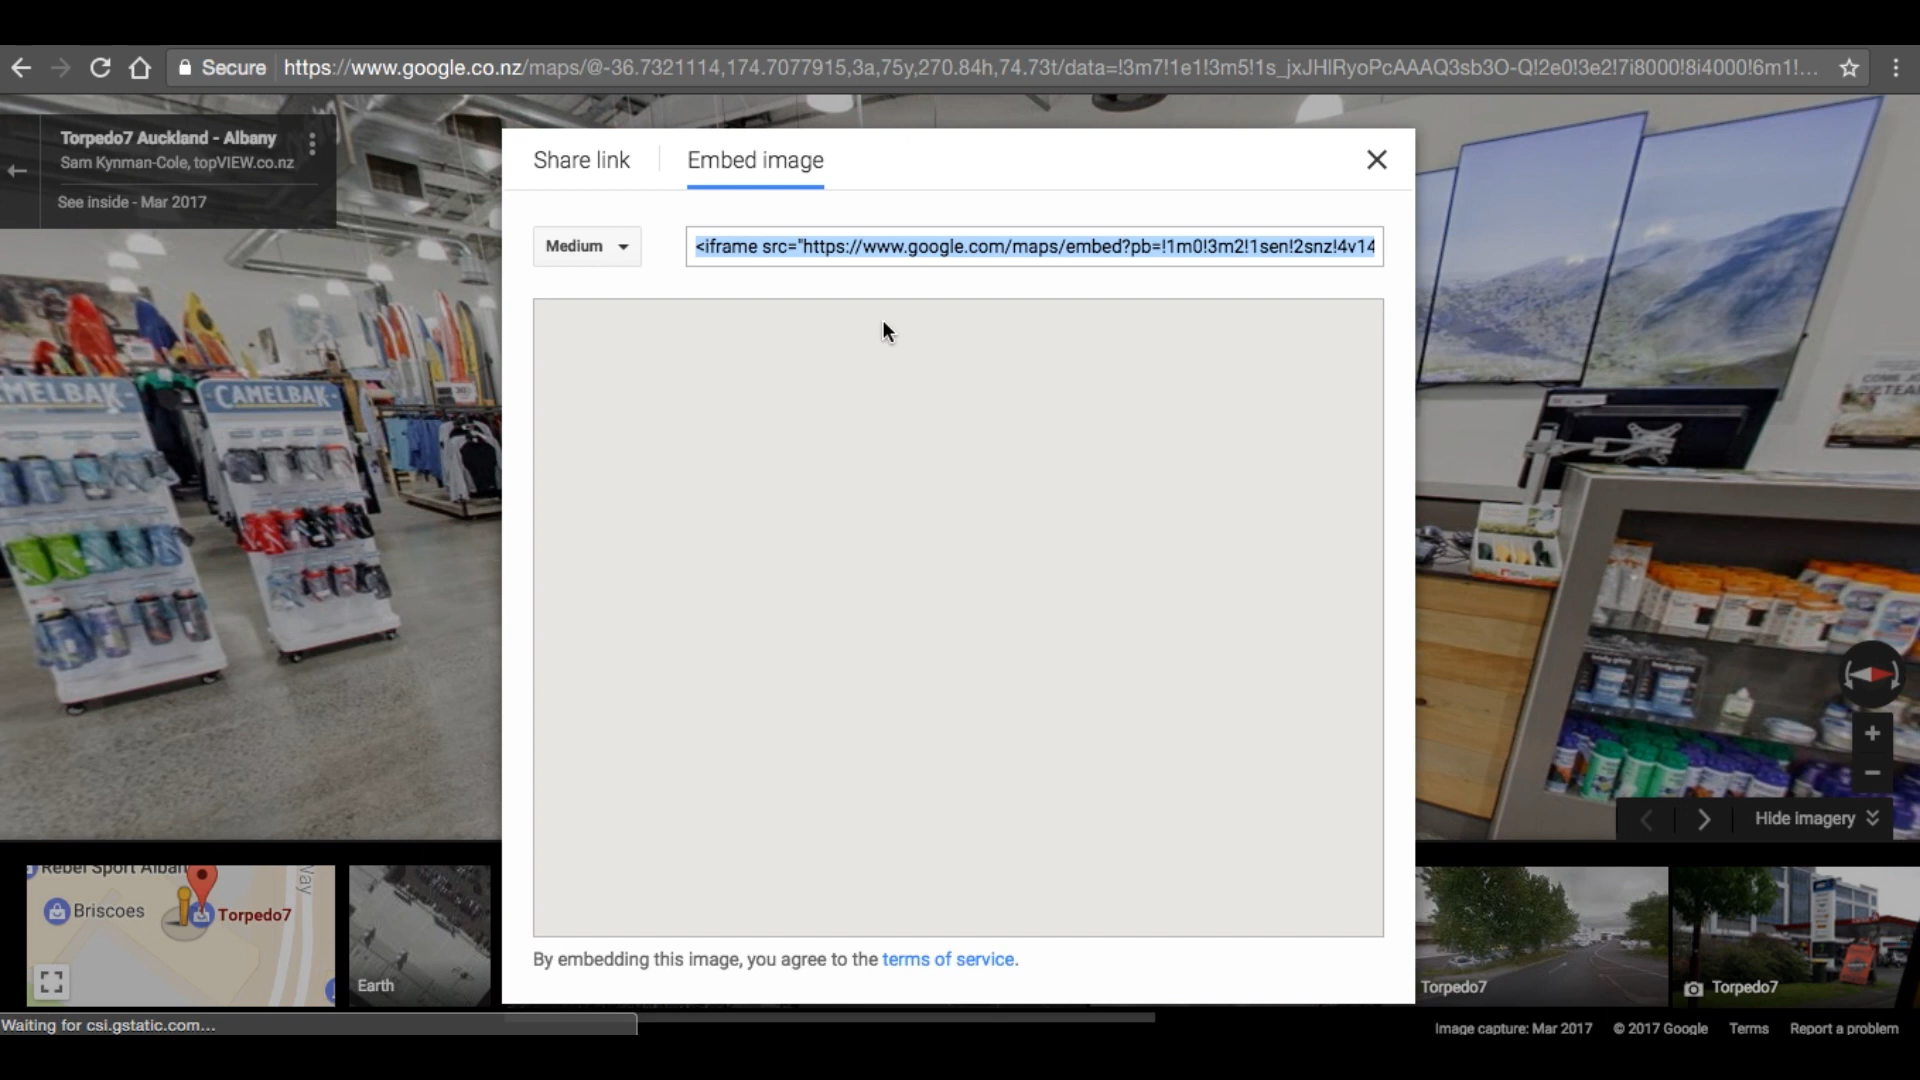 Secure https://www.google.co.nz/maps/@-36.7321114,174.7077915,3a,75y,270.84h,74.73t/data=!3m7!1e1!3m5!1s_jxJHlRyoPcAAAQ3sb3O-Q!2e0!3e2!7i8000!8i4000!6m1!...
Torpedo7 Auckland - Albany
Sam Kynman-Cole, topVIEW.co.nz
See inside - Mar 2017
Share link
Embed image
Medium
<iframe src="https://www.google.com/maps/embed?pb=!1m0!3m2!1sen!2snz!4v14
MELBAK
CAMELBAK
Hide imagery
Rebel Sport Alban
Briscoes
Torpedo7
Way
Earth
By embedding this image, you agree to the terms of service.
Torpedo7
Torpedo7
Waiting for csi.gstatic.com...
Image capture: Mar 2017 © 2017 Google Terms Report a problem